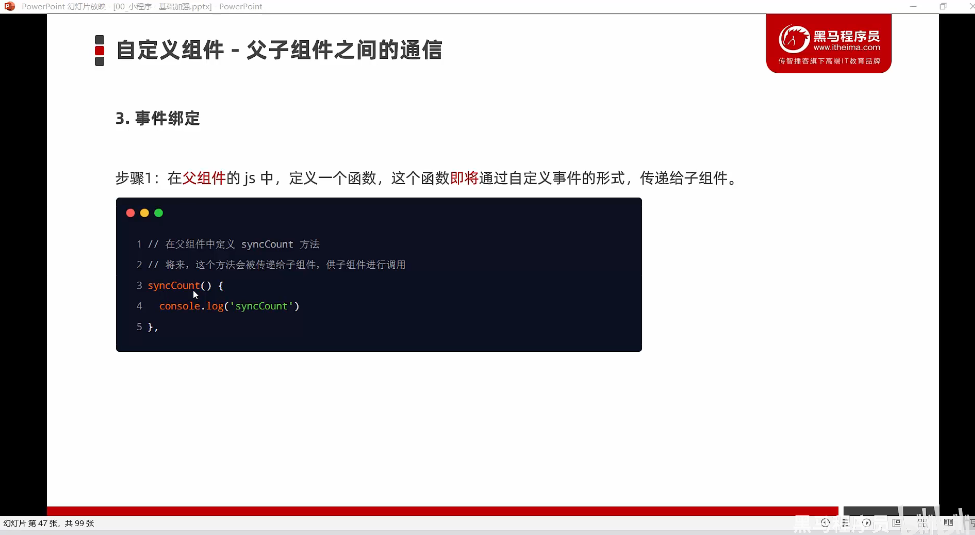 PowerPoint 幻灯片放映 - [00_小程序 - 基础加强.pptx] - PowerPoint
自定义组件 - 父子组件之间的通信
黑马程序员
www.itheima.com
传智播客旗下高端IT教育品牌
3. 事件绑定
步骤1：在父组件的 js 中，定义一个函数，这个函数即将通过自定义事件的形式，传递给子组件。
1 // 在父组件中定义 syncCount 方法
2 // 将来，这个方法会被传递给子组件，供子组件进行调用
3 syncCount() {
4 console.log('syncCount')
5 },
幻灯片 第 47 张，共 99 张
黑马程序员